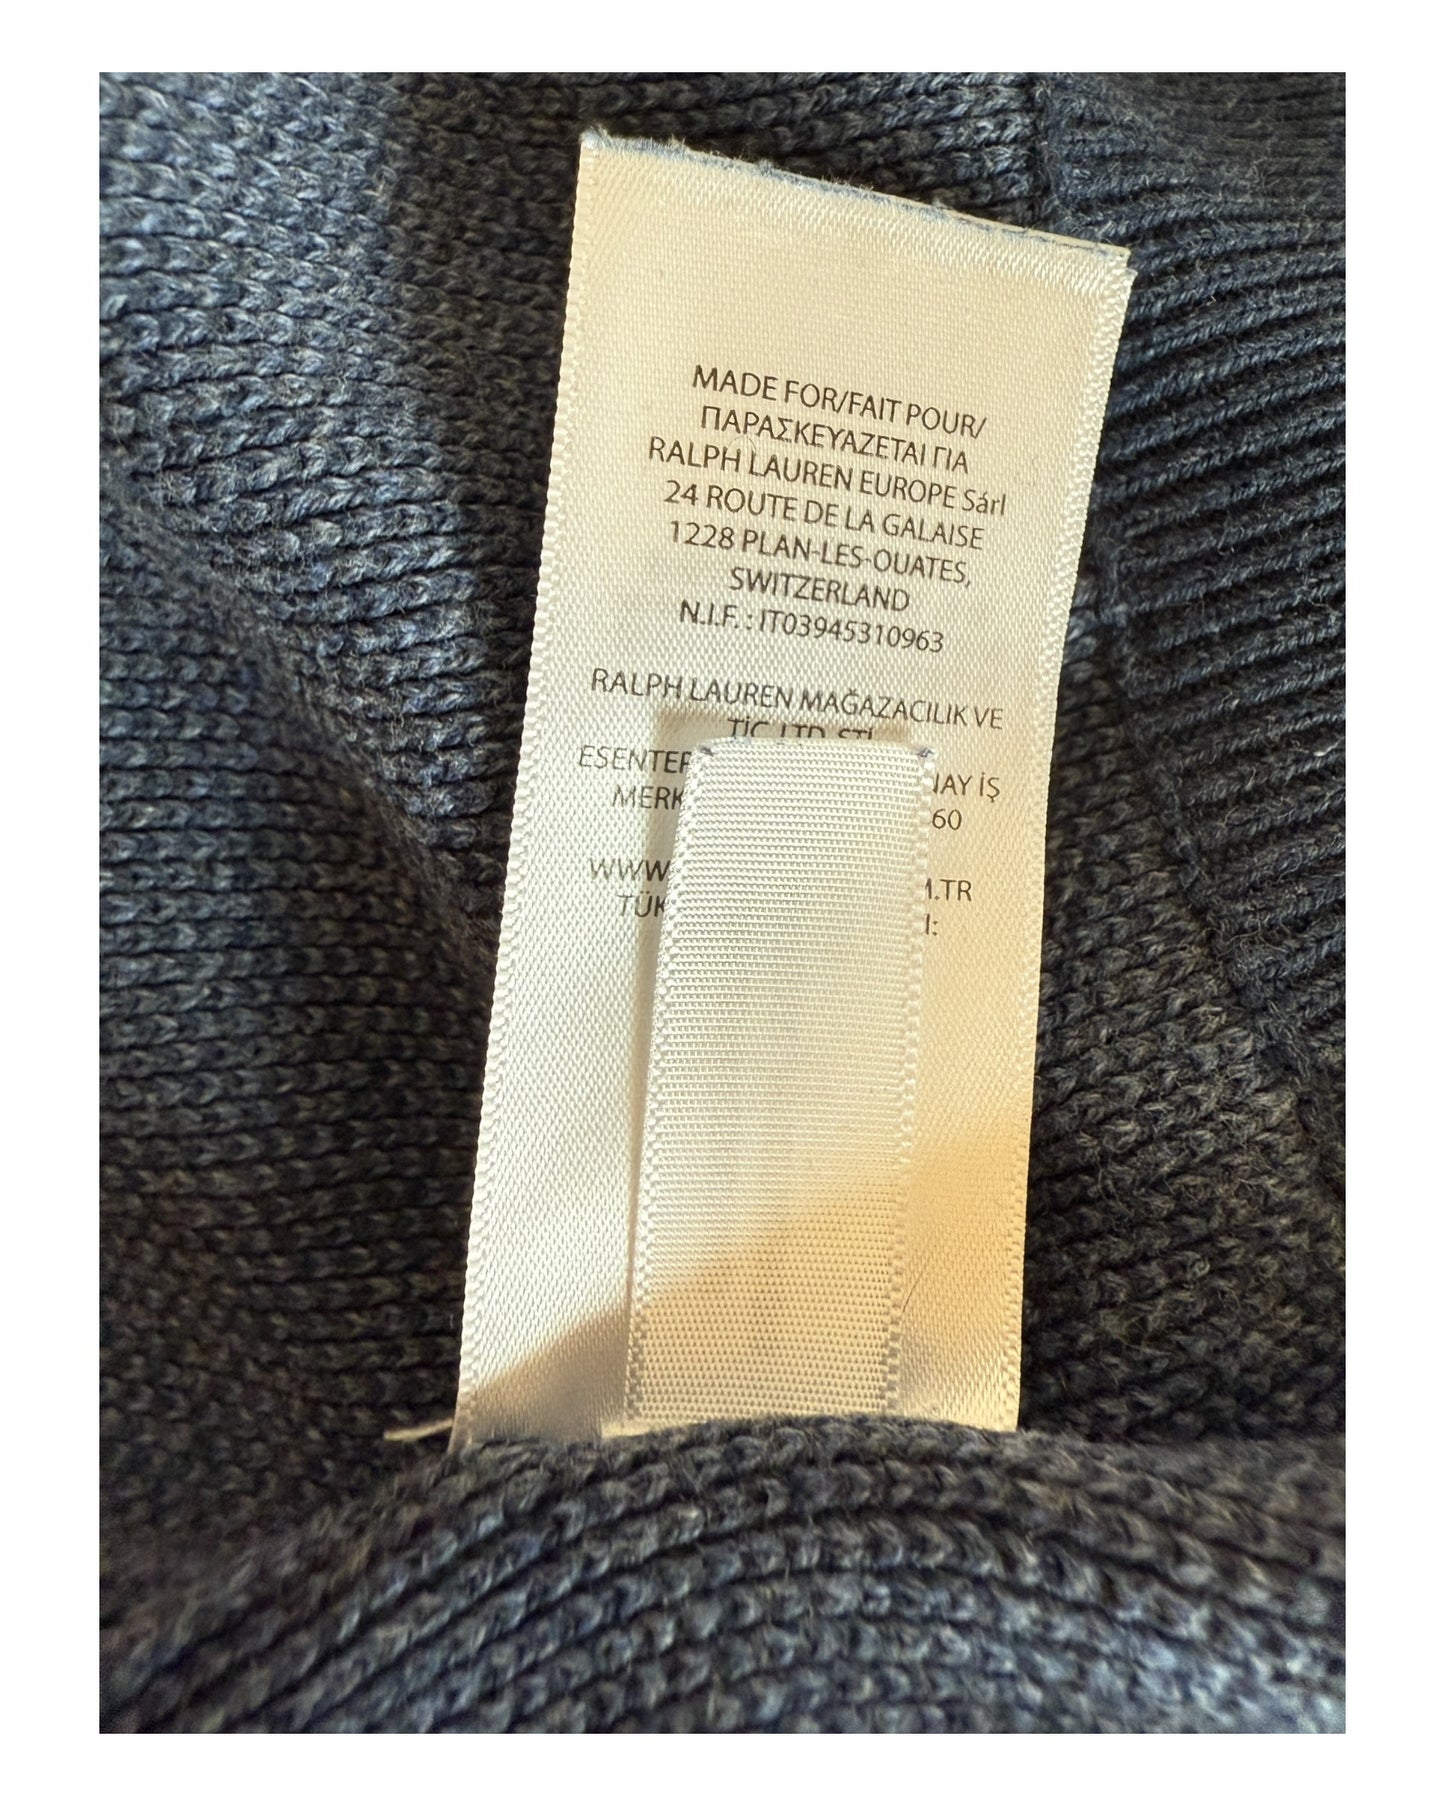 MADE FOR/FAIT POUR/
ΠΑΡΑΣΚΕΥΑΖΕΤΑΙ ΓΙΑ
RALPH LAUREN EUROPE Sárl
24 ROUTE DE LA GALAISE
1228 PLAN-LES-OUATES,
SWITZERLAND
N.I.F. : IT03945310963
RALPH LAUREN MAĞAZACILIK VE
TİC. LTD. ŞTİ.
İŞ
60